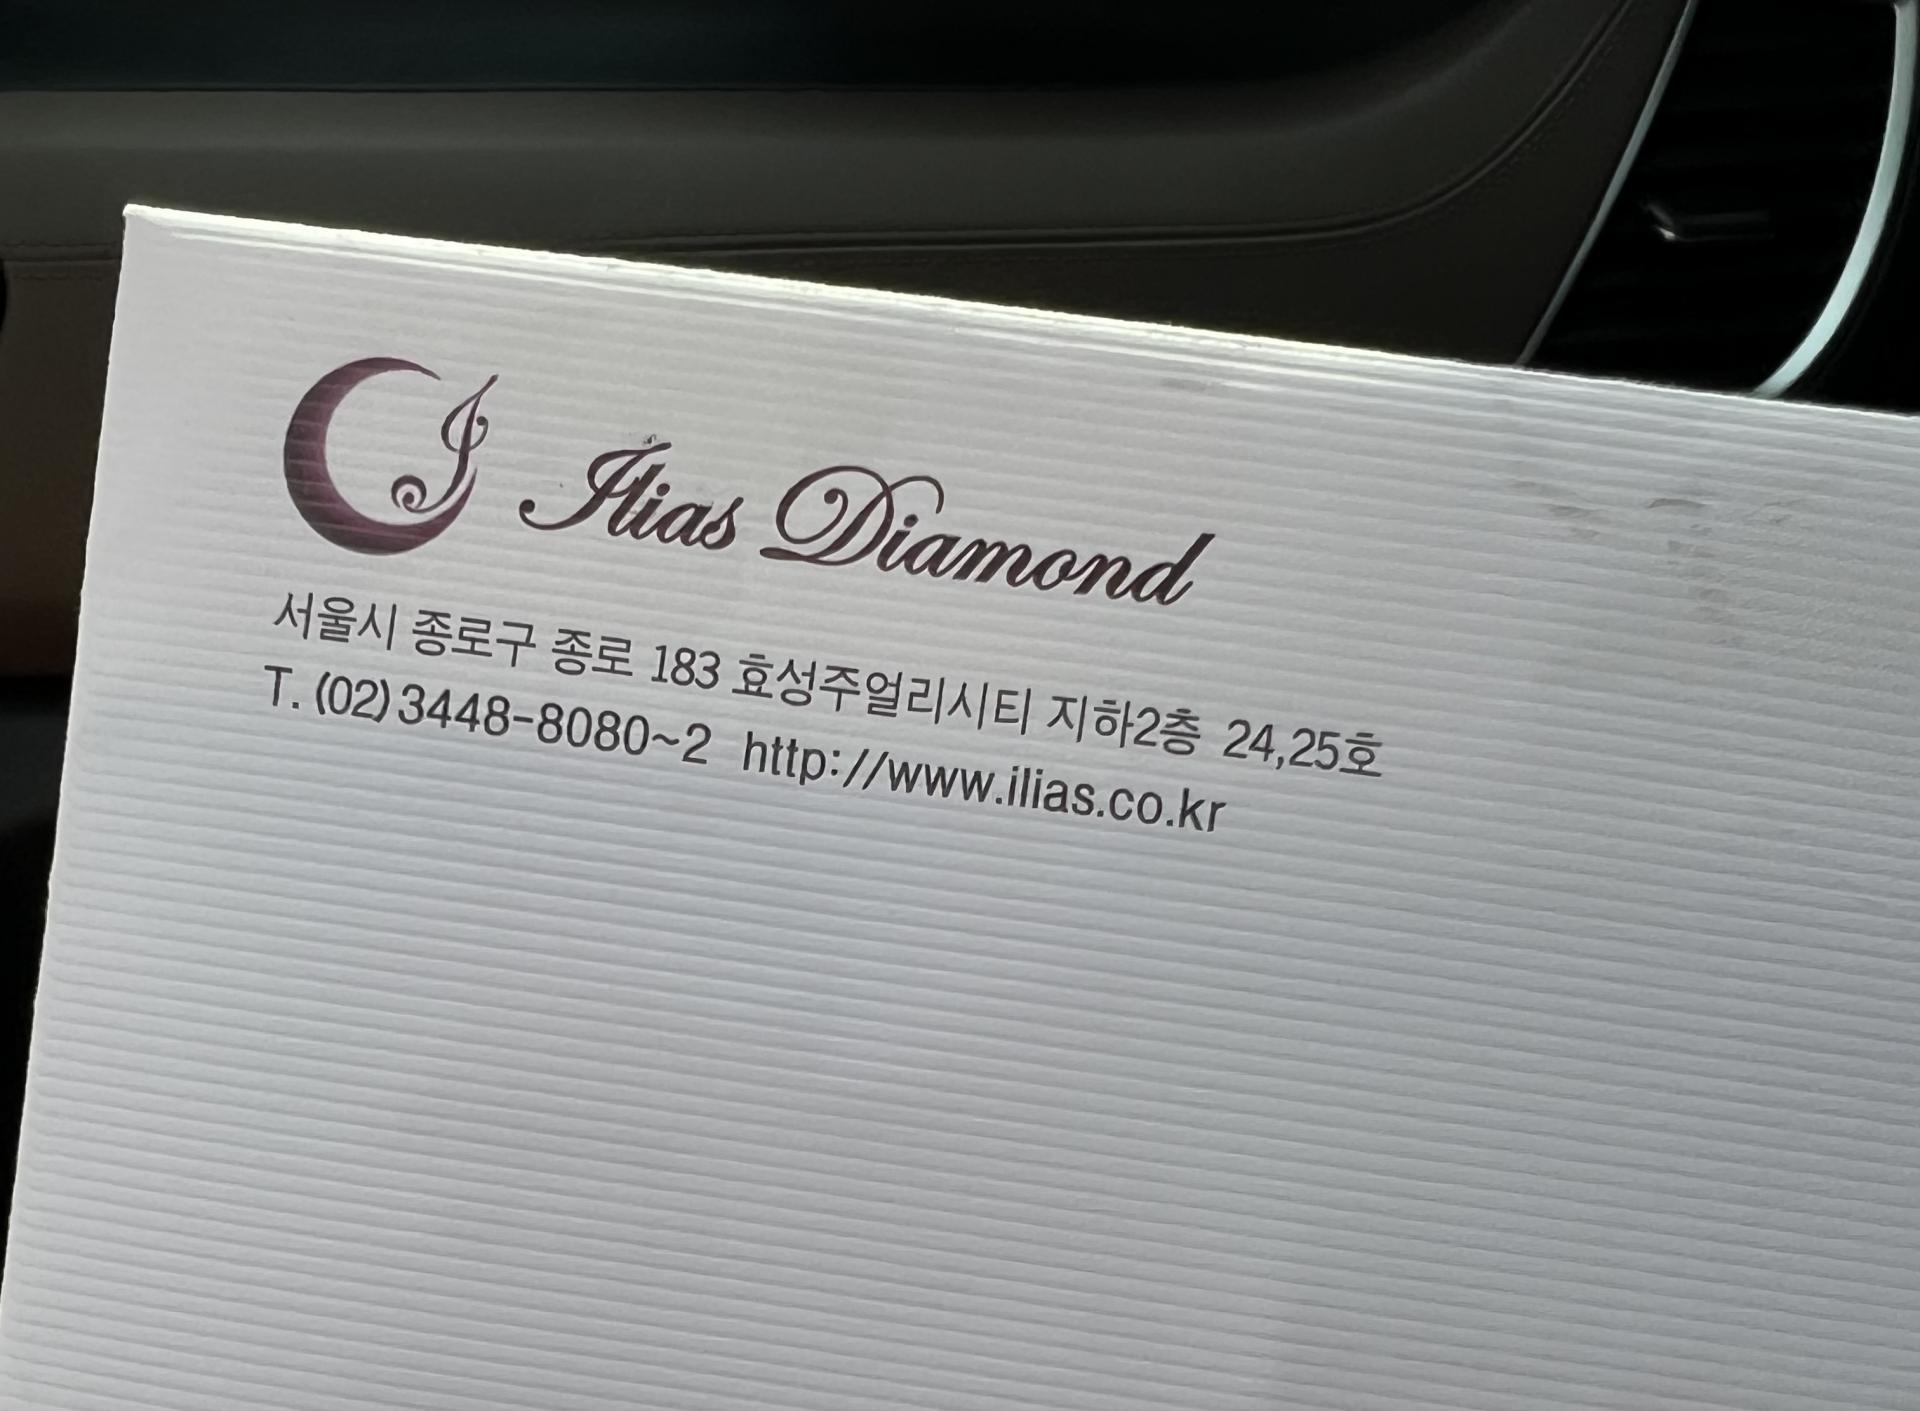 Ilias Diamond
서울시 종로구 종로 183 효성주얼리시티 지하2층 24,25호
T. (02)3448-8080~2 http://www.ilias.co.kr